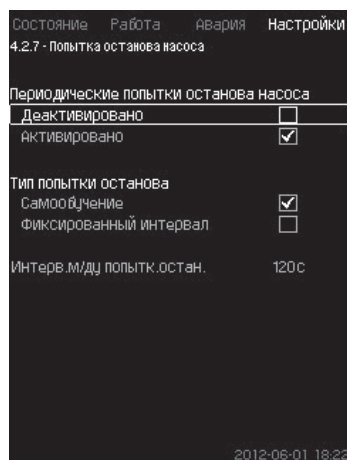 Состояние Работа Авария Настройки
4.2.7 - Попытка останова насоса
Периодические попытки останова насоса
Деактивировано
Активировано
Тип попытки останова
Самообучение
Фиксированный интервал
Интерв.м/ду попытк.остан. 120с
2012-06-01 18:22